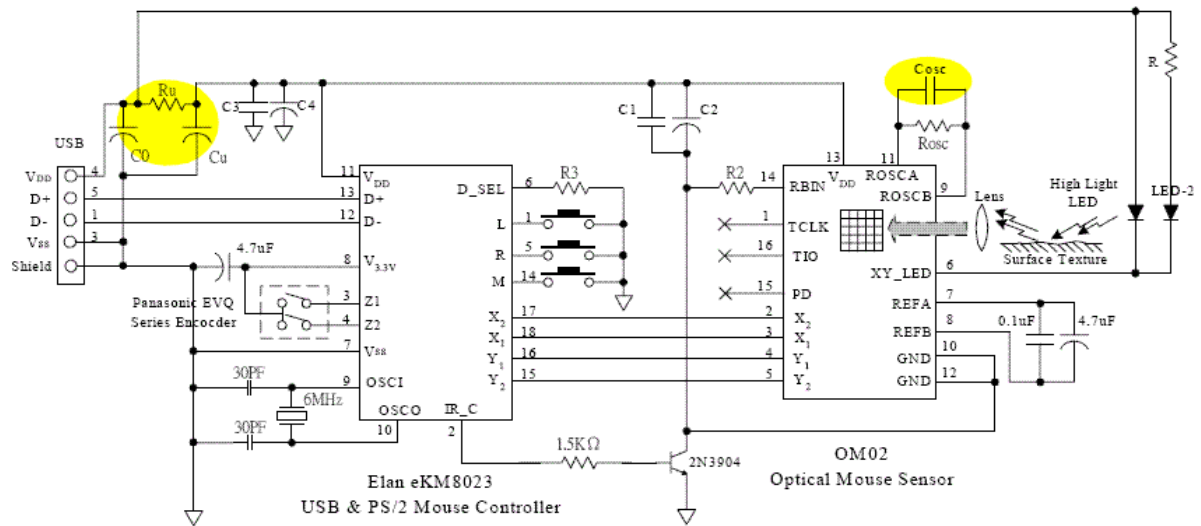 Ru
C3
C4
C0
Cu
C1
C2
Cosc
Rosc
R
USB
VDD 4
D+ 5
D- 1
Vss 3
Shield
11 VDD
13 D+
12 D-
8 V3.3V
3 Z1
4 Z2
7 Vss
9 OSCI
OSCO
10
IR_C
2
D_SEL 6
L 1
R 5
M 14
X2 17
X1 18
Y1 16
Y2 15
R3
4.7uF
Panasonic EVQ
Series Encocder
30PF
6MHz
30PF
1.5KΩ
2N3904
R2
14 RBIN
13
VDD
11
ROSCA
ROSCB 9
1 TCLK
16 TIO
15 PD
2 X2
3 X1
4 Y1
5 Y2
XY_LED 6
REFA 7
REFB 8
GND 10
GND 12
0.1uF
4.7uF
Lens
High Light
LED
LED-2
Surface Texture
Elan eKM8023
USB & PS/2 Mouse Controller
OM02
Optical Mouse Sensor